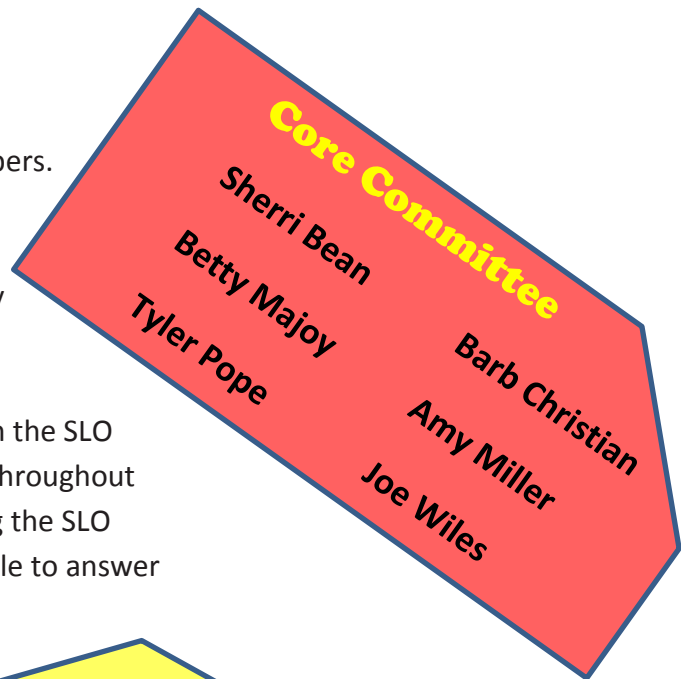 bers.
y
n the SLO
throughout
g the SLO
le to answer
Core Committee
Sherri Bean
Betty Majoy
Tyler Pope
Barb Christian
Amy Miller
Joe Wiles